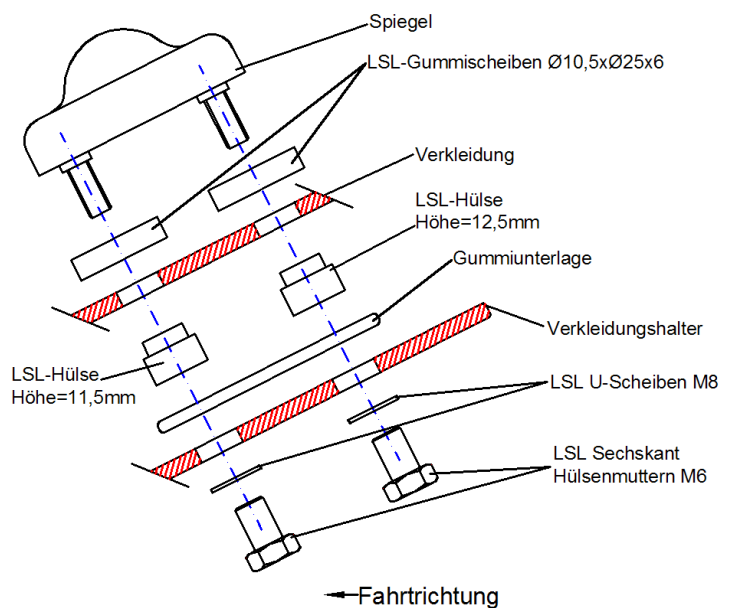 Spiegel
LSL-Gummischeiben Ø10,5xØ25x6
Verkleidung
LSL-Hülse
Höhe=12,5mm
Gummiunterlage
Verkleidungshalter
LSL-Hülse
Höhe=11,5mm
LSL U-Scheiben M8
LSL Sechskant
Hülsenmuttern M6
Fahrtrichtung